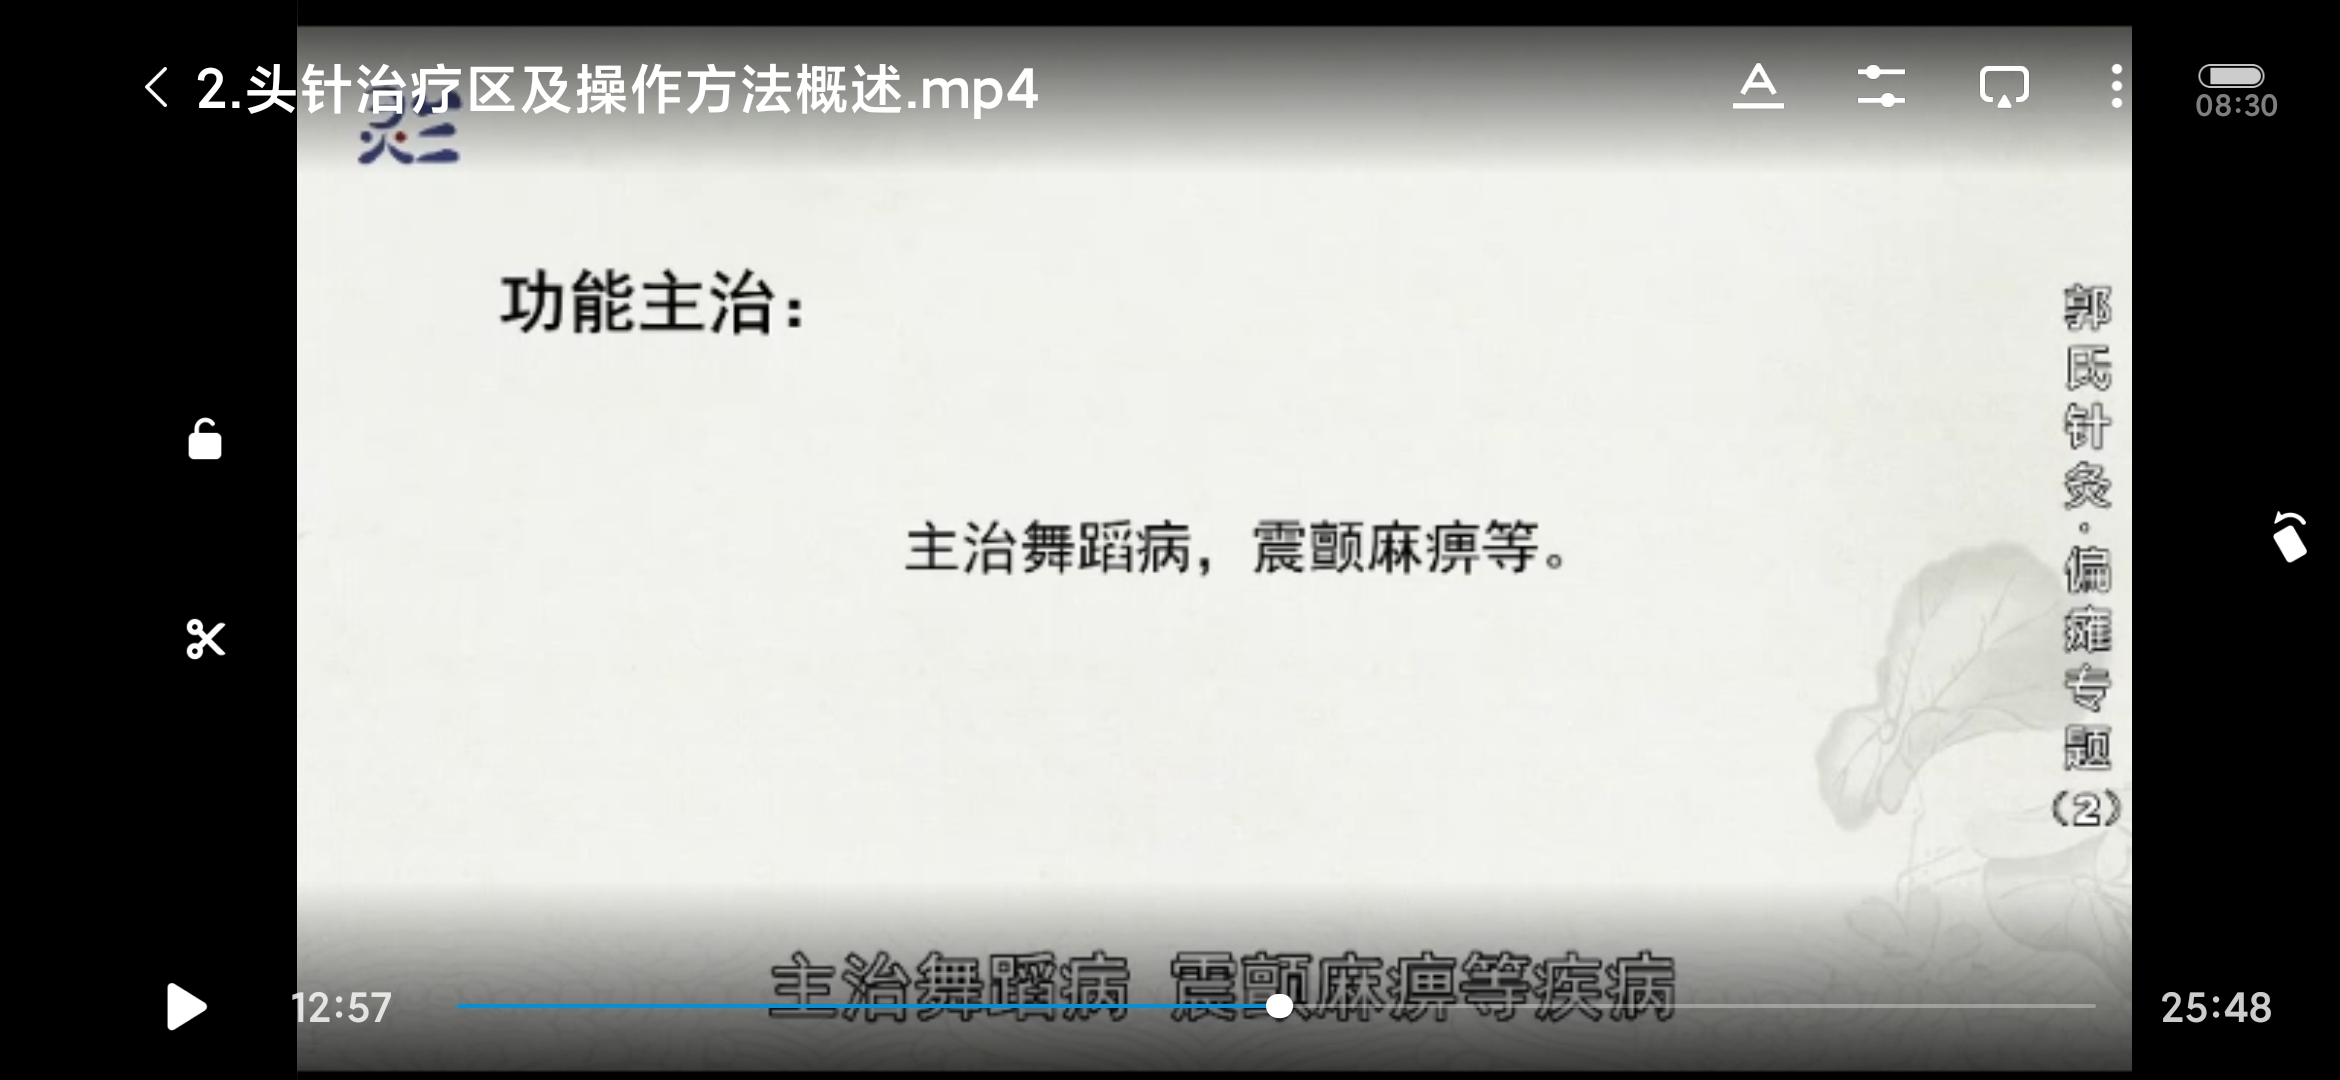 2.头针治疗区及操作方法概述.mp4
08:30
功能主治：
主治舞蹈病，震颤麻痹等。
郭氏针灸·偏瘫专题（2）
主治舞蹈病 震颤麻痹等疾病
12:57
25:48